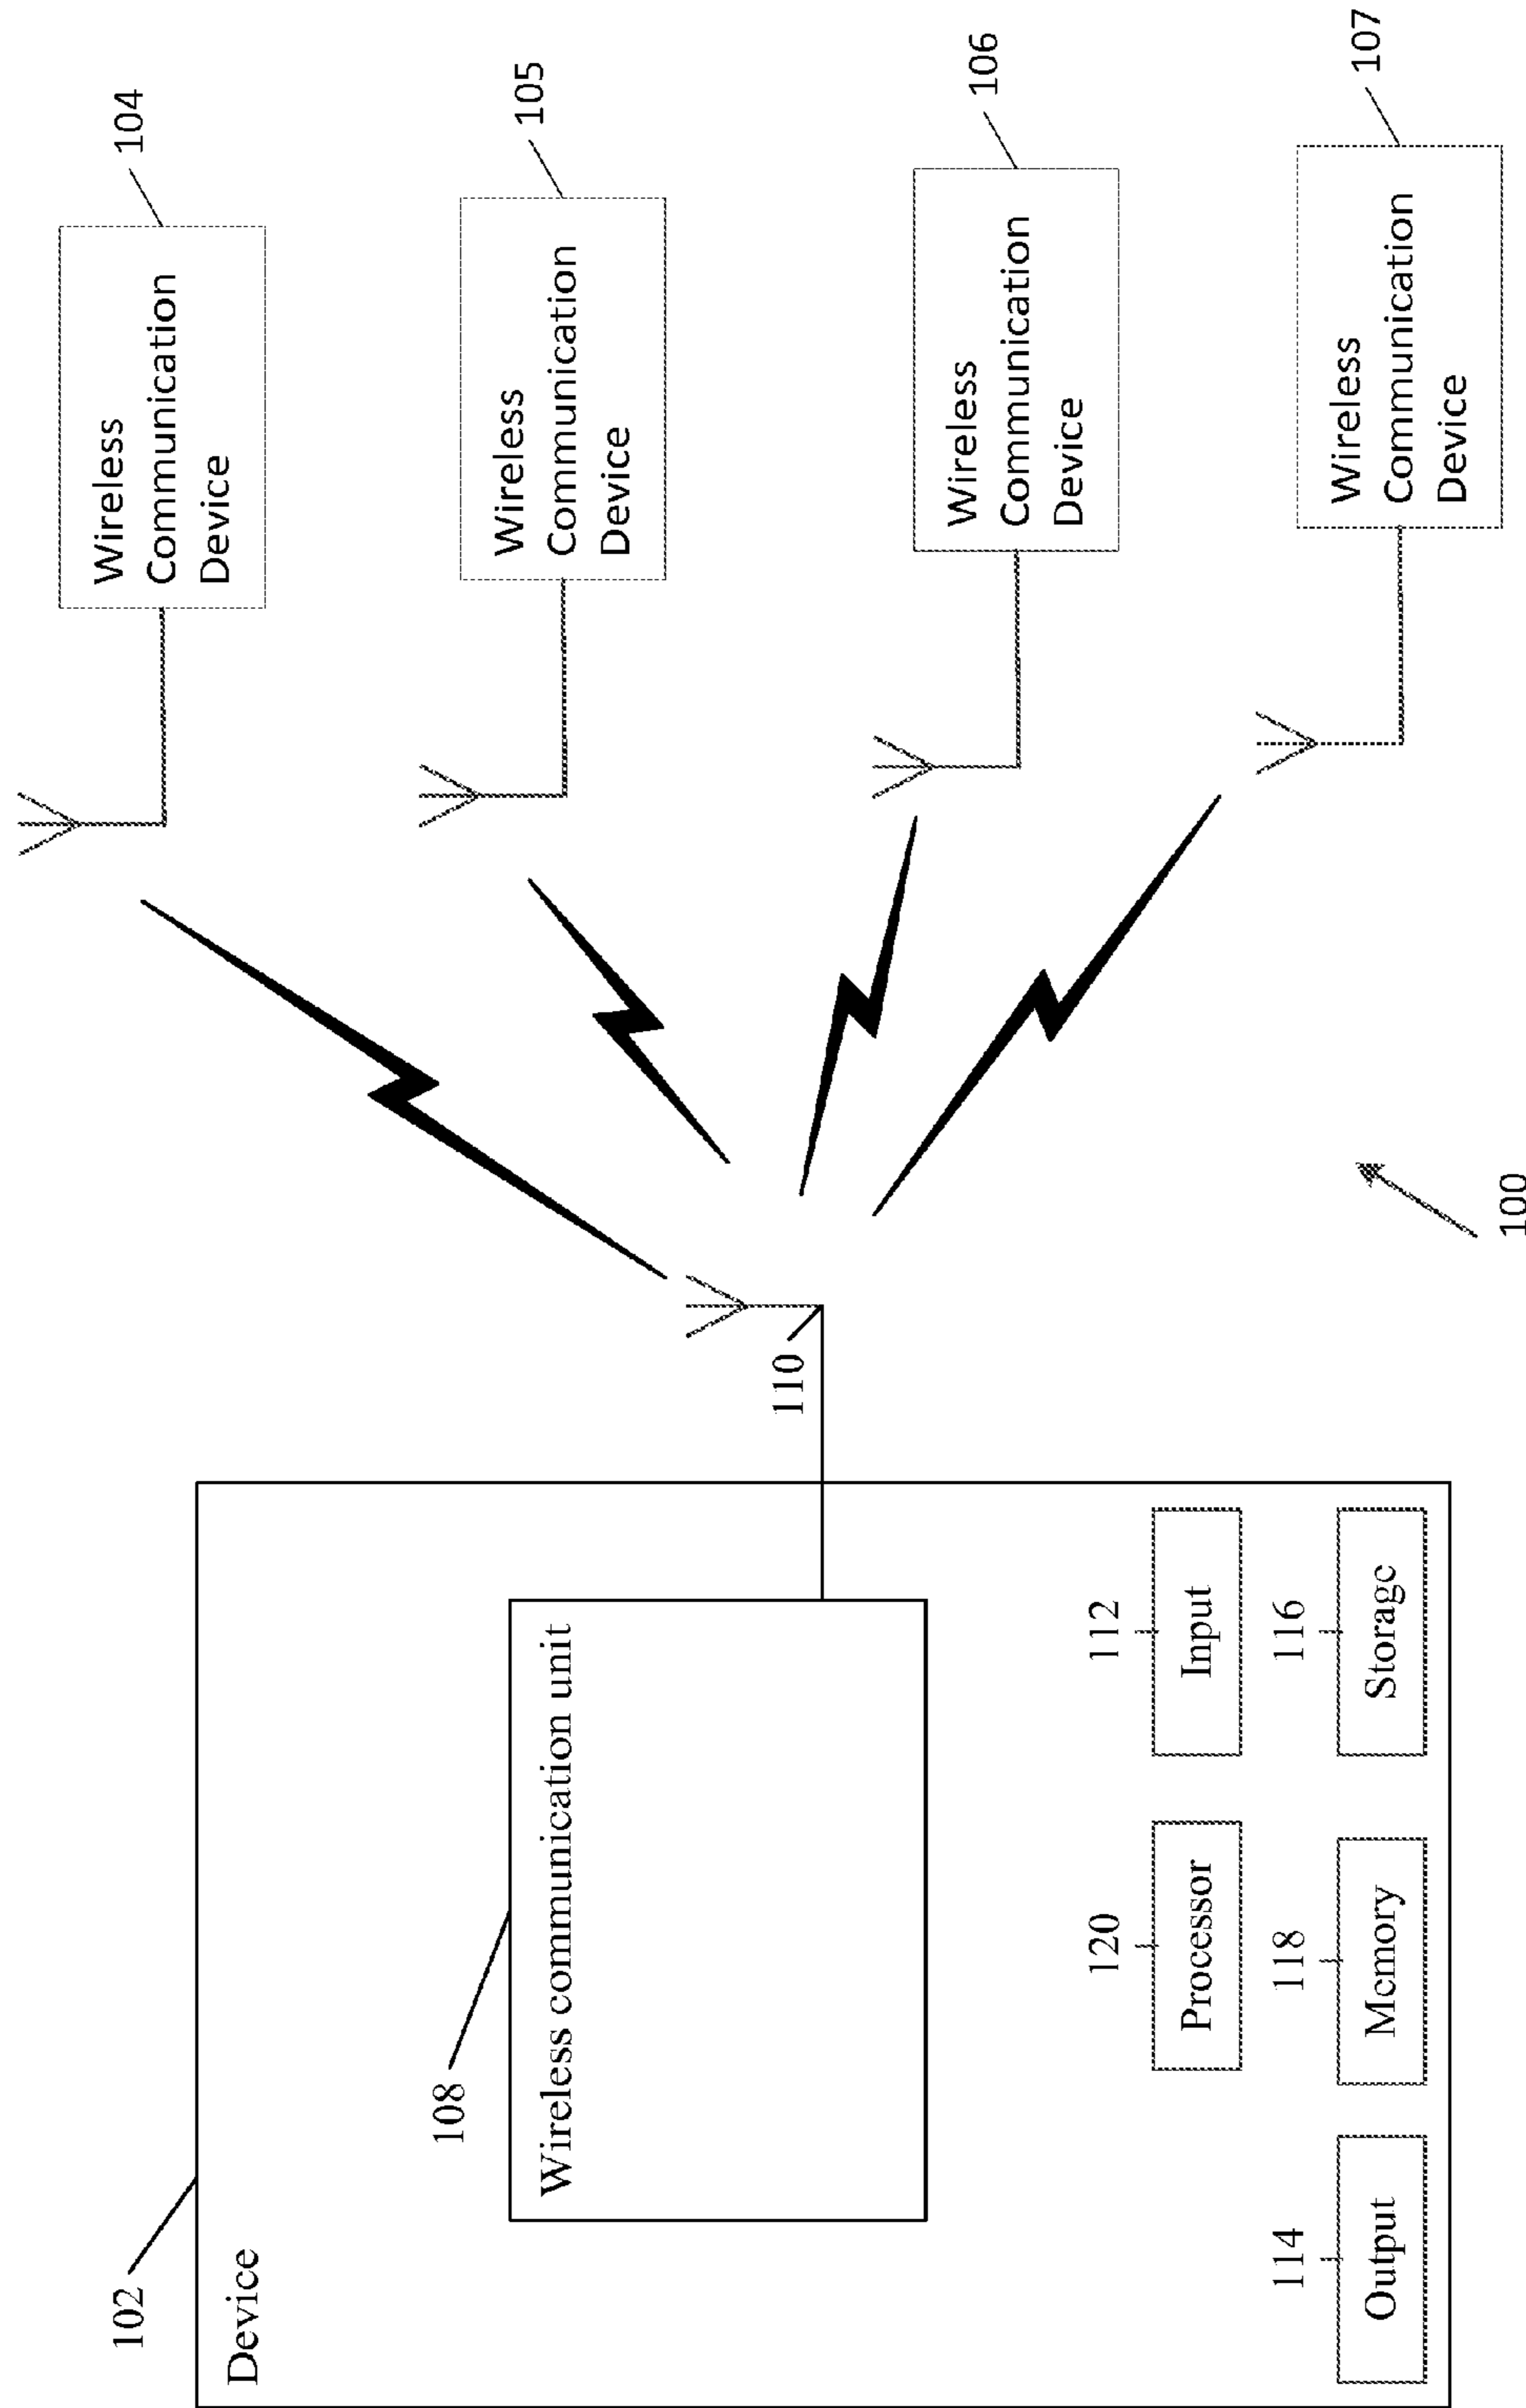 102
Device
108
Wireless communication unit
110
120
Processor
112
Input
114
Output
118
Memory
116
Storage
104
Wireless
Communication
Device
105
Wireless
Communication
Device
106
Wireless
Communication
Device
107
Wireless
Communication
Device
100